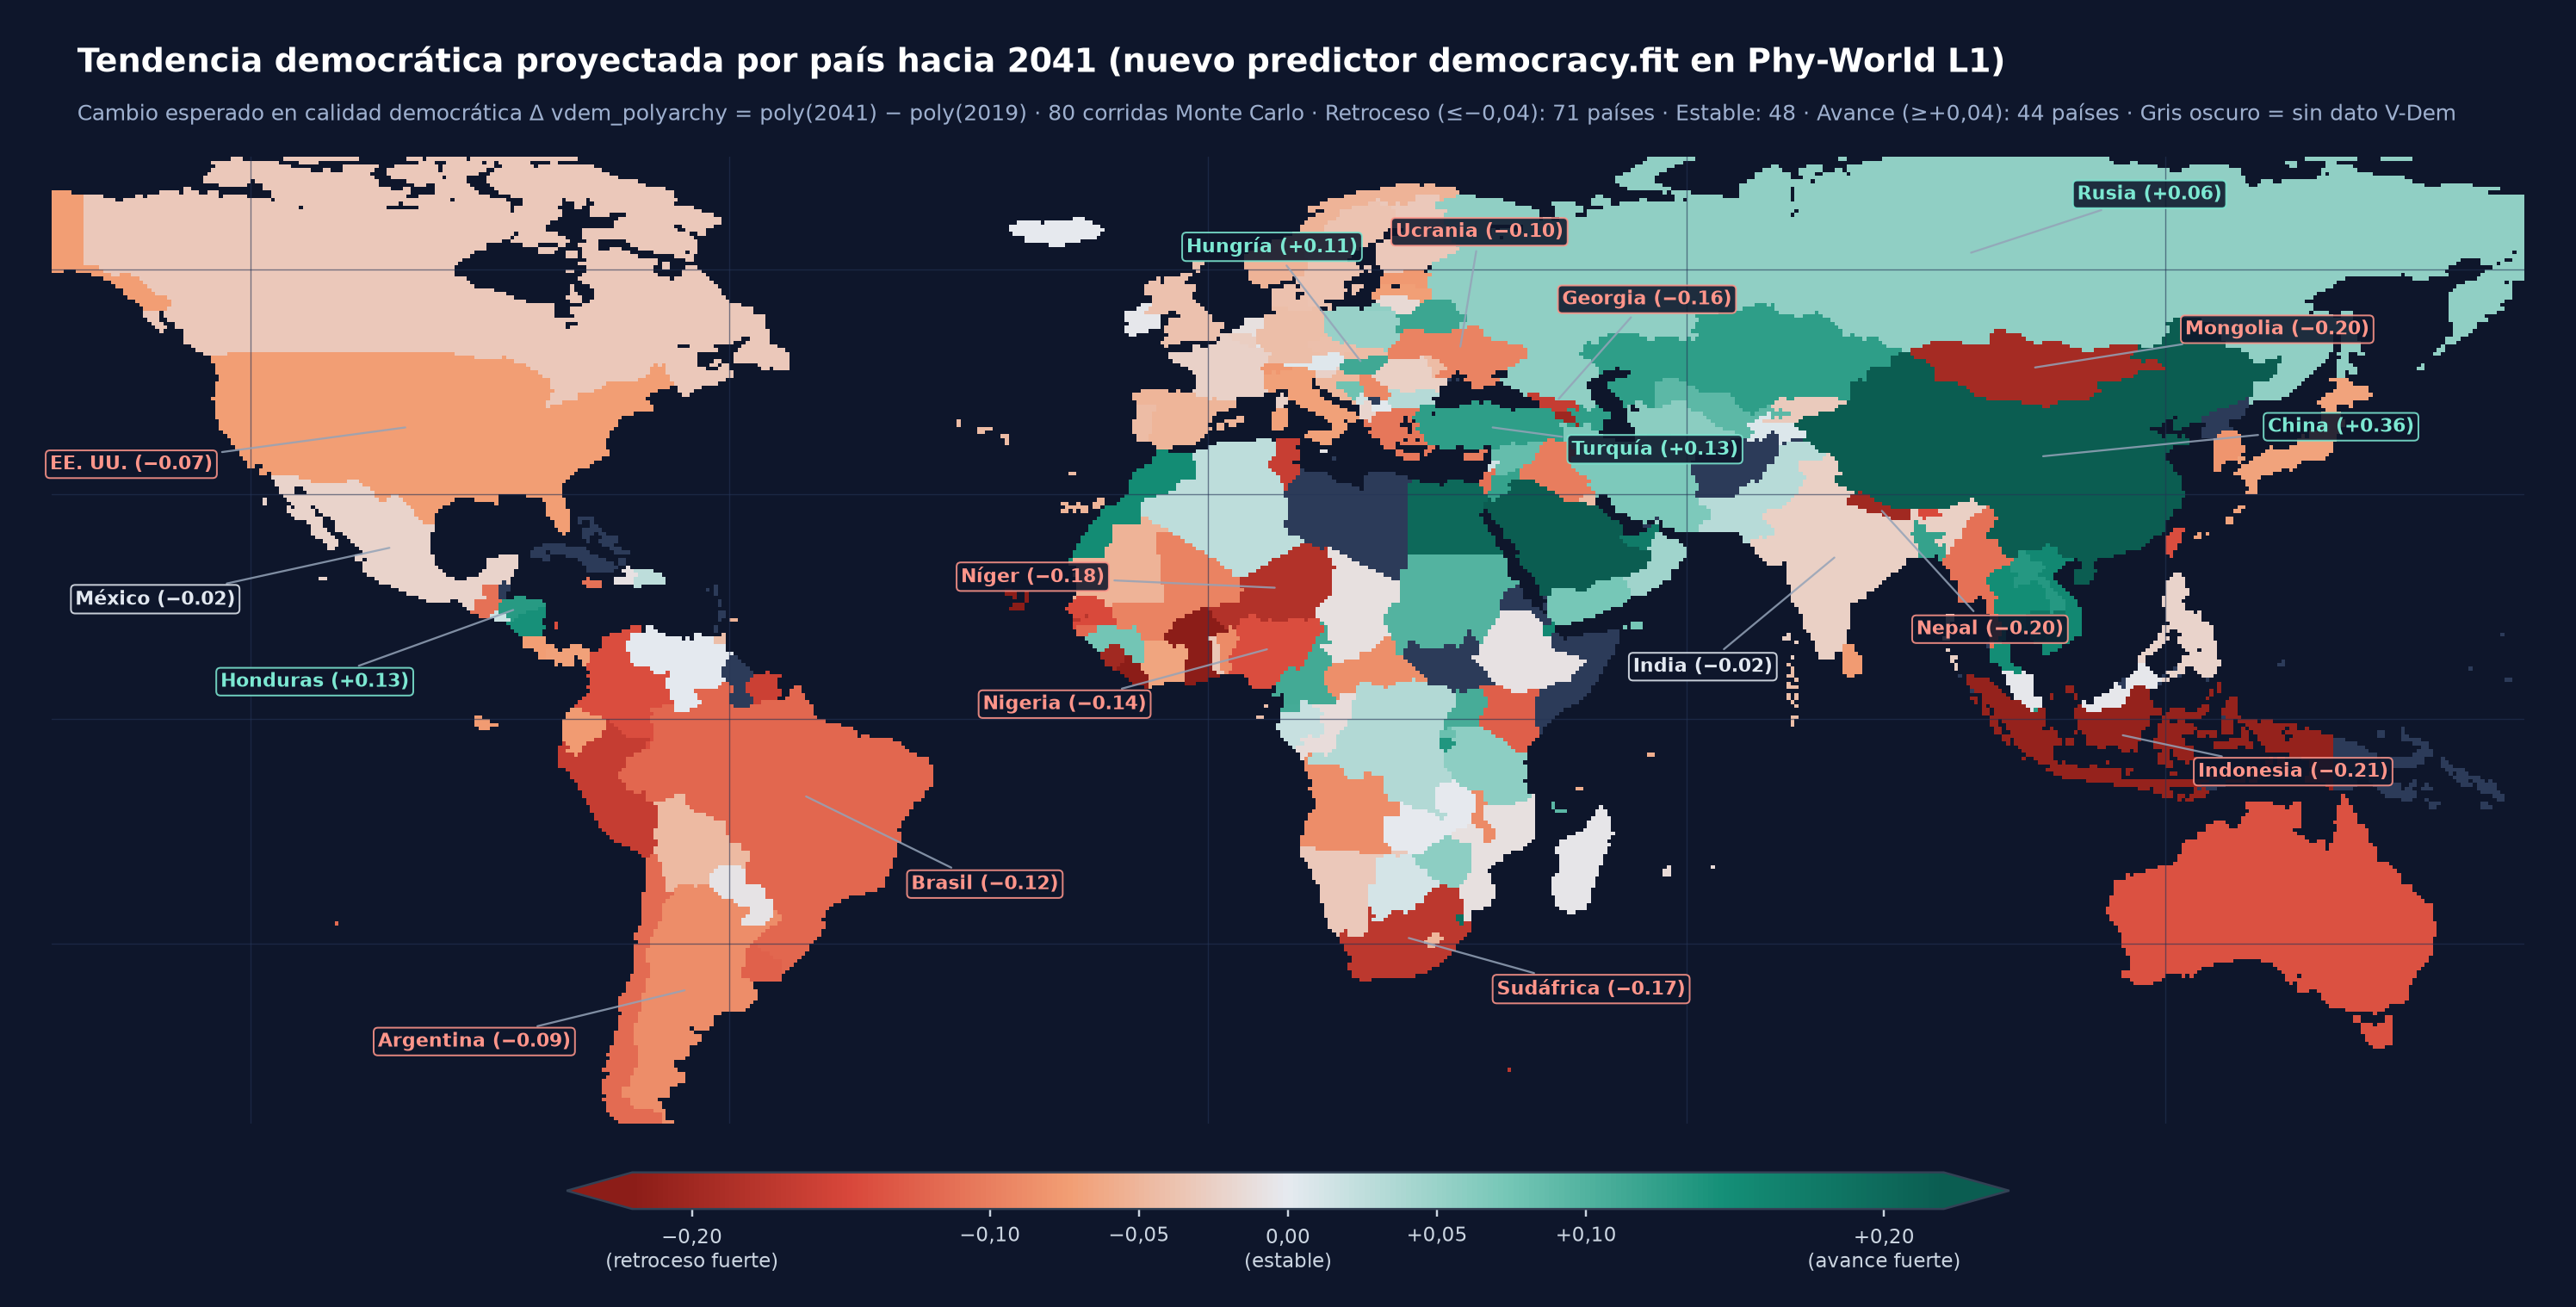 Tendencia democrática proyectada por país hacia 2041 (nuevo predictor democracy.fit en Phy-World L1)
Cambio esperado en calidad democrática Δ vdem_polyarchy = poly(2041) − poly(2019) · 80 corridas Monte Carlo · Retroceso (≤−0,04): 71 países · Estable: 48 · Avance (≥+0,04): 44 países · Gris oscuro = sin dato V-Dem
Rusia (+0.06)
Ucrania (−0.10)
Hungría (+0.11)
Georgia (−0.16)
Mongolia (−0.20)
China (+0.36)
Turquía (+0.13)
EE. UU. (−0.07)
Níger (−0.18)
México (−0.02)
Nepal (−0.20)
India (−0.02)
Honduras (+0.13)
Nigeria (−0.14)
Indonesia (−0.21)
Brasil (−0.12)
Sudáfrica (−0.17)
Argentina (−0.09)
−0,20
(retroceso fuerte)
−0,10
−0,05
0,00
(estable)
+0,05
+0,10
+0,20
(avance fuerte)